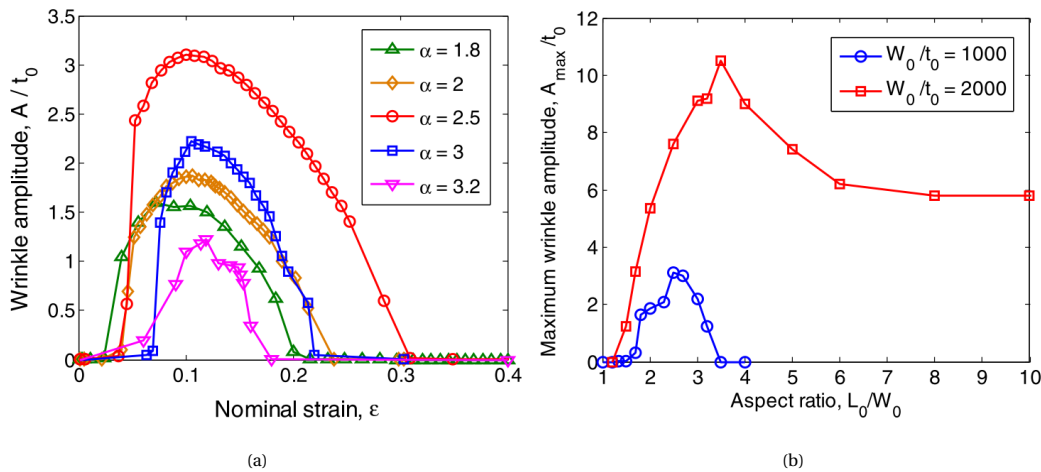 3.5
3
2.5
2
1.5
1
0.5
0
Wrinkle amplitude, A / t0
0 0.1 0.2 0.3 0.4
Nominal strain, ε
α = 1.8
α = 2
α = 2.5
α = 3
α = 3.2
(a)
12
10
8
6
4
2
0
Maximum wrinkle amplitude, Amax/t0
1 2 3 4 5 6 7 8 9 10
Aspect ratio, L0/W0
W0/t0 = 1000
W0/t0 = 2000
(b)